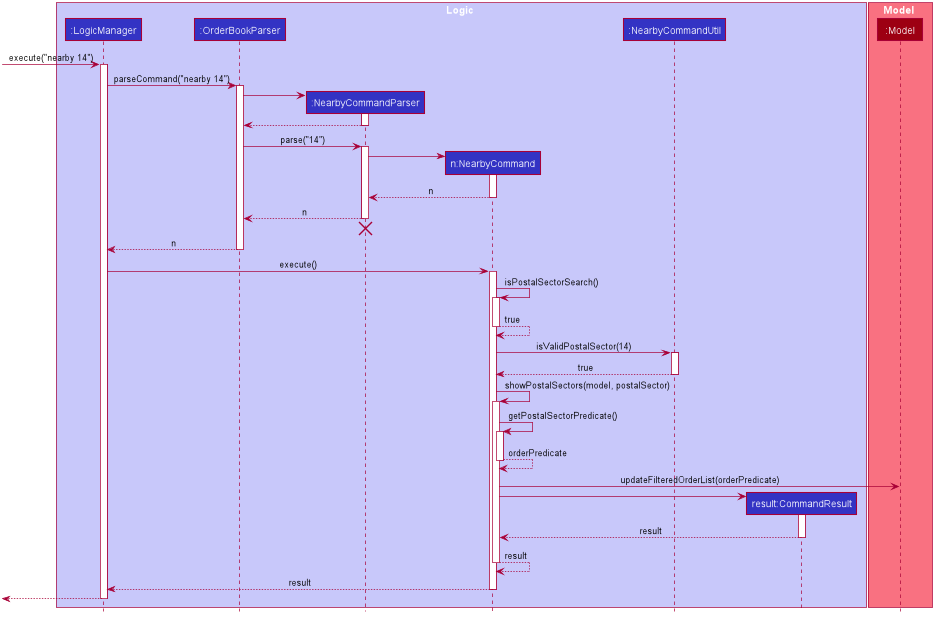 Logic
Model
:LogicManager
:OrderBookParser
:NearbyCommandUtil
:Model
execute("nearby 14")
parseCommand("nearby 14")
:NearbyCommandParser
parse("14")
n:NearbyCommand
n
n
n
execute()
isPostalSectorSearch()
true
isValidPostalSector(14)
true
showPostalSectors(model, postalSector)
getPostalSectorPredicate()
orderPredicate
updateFilteredOrderList(orderPredicate)
result:CommandResult
result
result
result